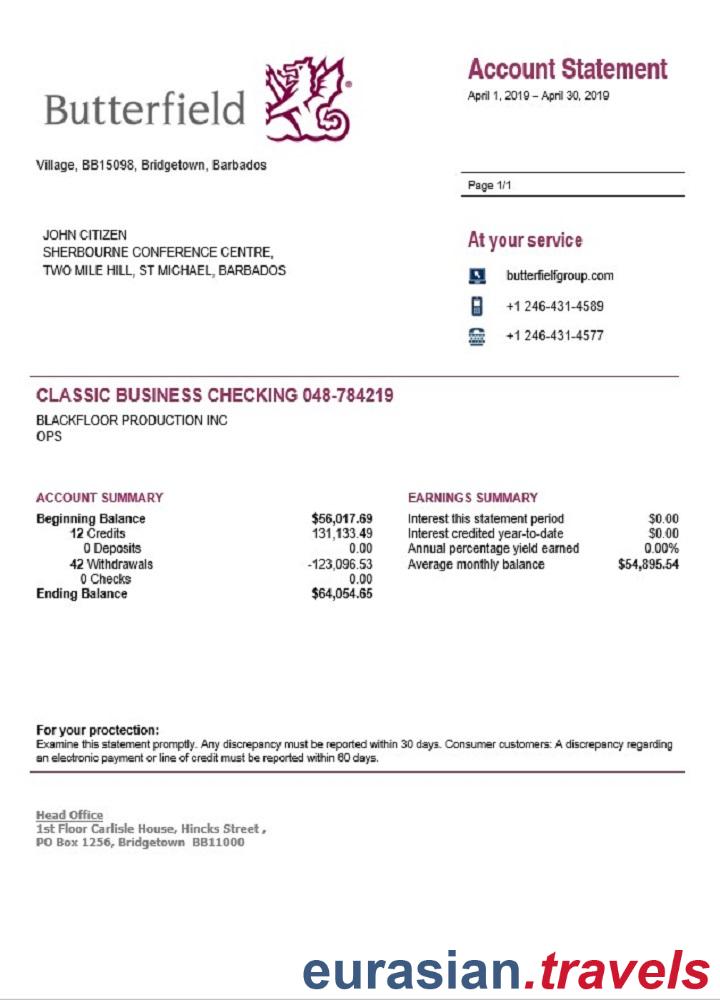 Butterfield
®
Account Statement
April 1, 2019 – April 30, 2019
Village, BB15098, Bridgetown, Barbados
Page 1/1
JOHN CITIZEN
SHERBOURNE CONFERENCE CENTRE,
TWO MILE HILL, ST MICHAEL, BARBADOS
At your service
butterfielfgroup.com
+1 246-431-4589
+1 246-431-4577
CLASSIC BUSINESS CHECKING 048-784219
BLACKFLOOR PRODUCTION INC
OPS
ACCOUNT SUMMARY
Beginning Balance $56,017.69
12 Credits 131,133.49
0 Deposits 0.00
42 Withdrawals -123,096.53
0 Checks 0.00
Ending Balance $64,054.65
EARNINGS SUMMARY
Interest this statement period $0.00
Interest credited year-to-date $0.00
Annual percentage yield earned 0.00%
Average monthly balance $54,895.54
For your proctection:
Examine this statement promptly. Any discrepancy must be reported within 30 days. Consumer customers: A discrepancy regarding
an electronic payment or line of credit must be reported within 60 days.
Head Office
1st Floor Carlisle House, Hincks Street ,
PO Box 1256, Bridgetown BB11000
eurasian.travels